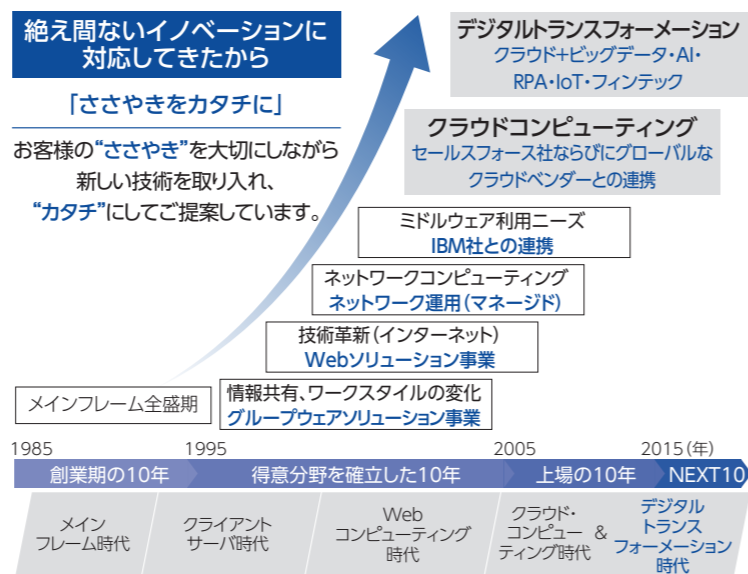 絶え間ないイノベーションに
対応してきたから
「ささやきをカタチに」
お客様の“ささやき”を大切にしながら
新しい技術を取り入れ、
“カタチ”にしてご提案しています。
デジタルトランスフォーメーション
クラウド+ビッグデータ・AI・
RPA・IoT・フィンテック
クラウドコンピューティング
セールスフォース社ならびにグローバルな
クラウドベンダーとの連携
ミドルウェア利用ニーズ
IBM社との連携
ネットワークコンピューティング
ネットワーク運用(マネージド)
技術革新(インターネット)
Webソリューション事業
情報共有、ワークスタイルの変化
グループウェアソリューション事業
メインフレーム全盛期
1985 1995 2005 2015(年)
創業期の10年 得意分野を確立した10年 上場の10年 NEXT10
メイン
フレーム時代
クライアント
サーバ時代
Web
コンピューティング
時代
クラウド・
コンピュー &
ティング時代
デジタル
トランス
フォーメーション
時代